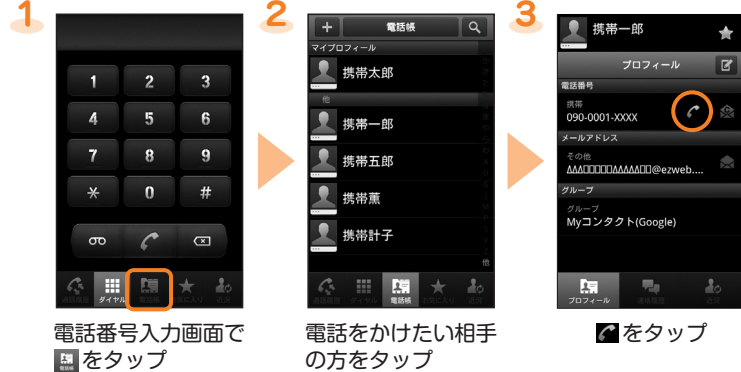 1
1 2 3
4 5 6
7 8 9
* 0 #
ダイヤル
電話帳
電話番号入力画面で
をタップ
2
+ 電話帳
マイプロフィール
携帯太郎
他
携帯一郎
携帯五郎
携帯薫
携帯計子
他
ダイヤル 電話帳 お気に入り
電話をかけたい相手
の方をタップ
3
携帯一郎
プロフィール
電話番号
携帯
090-0001-XXXX
メールアドレス
その他
グループ
グループ
Myコンタクト(Google)
プロフィール
をタップ